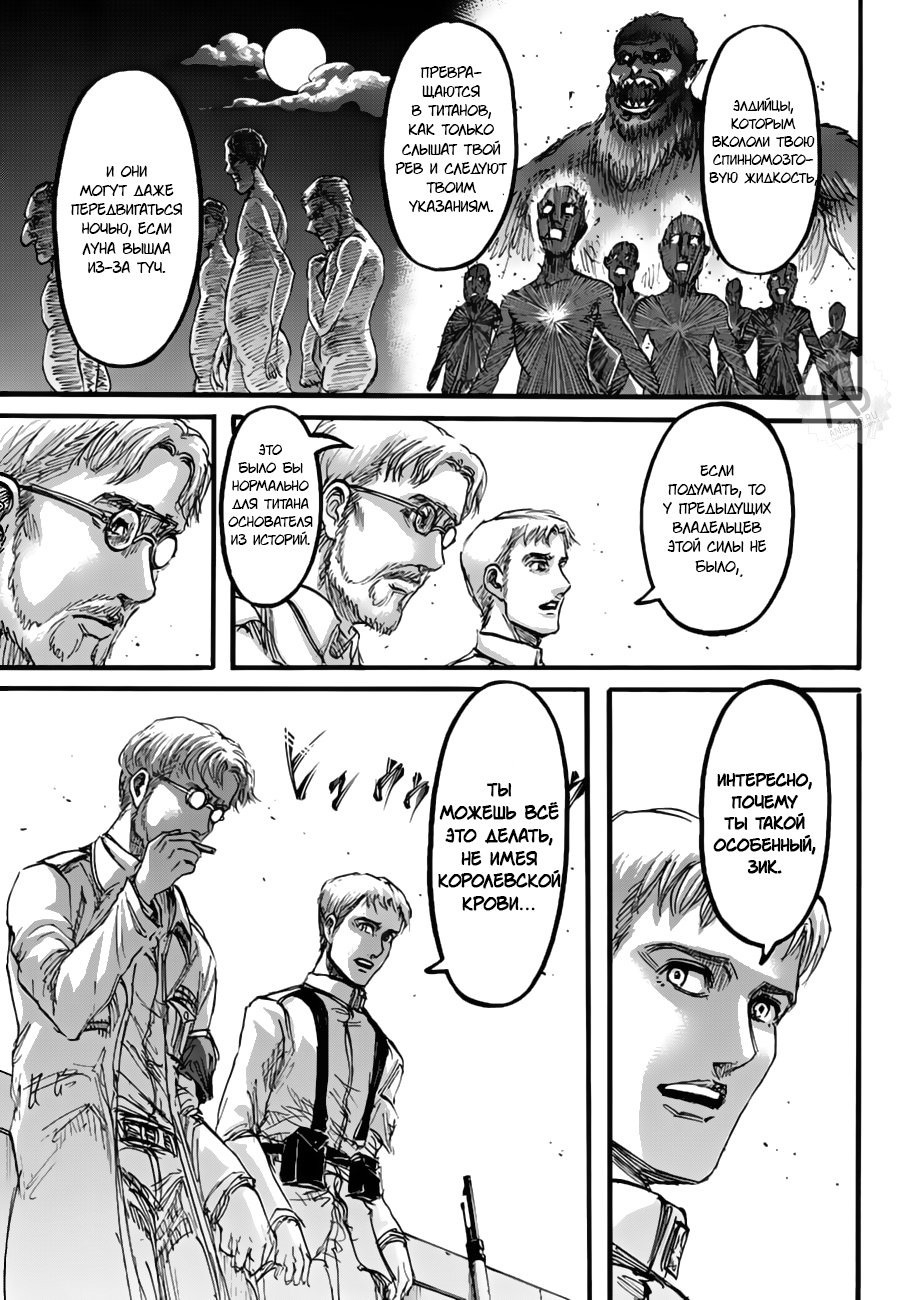 ЭЛДИЙЦЫ,
КОТОРЫМ
ВКОЛОЛИ ТВОЮ
СПИННОМОЗГО-
ВУЮ ЖИДКОСТЬ,
ПРЕВРА-
ЩАЮТСЯ
В ТИТАНОВ,
КАК ТОЛЬКО
СЛЫШАТ ТВОЙ
РЕВ И СЛЕДУЮТ
ТВОИМ
УКАЗАНИЯМ.
И ОНИ
МОГУТ ДАЖЕ
ПЕРЕДВИГАТЬСЯ
НОЧЬЮ, ЕСЛИ
ЛУНА ВЫШЛА
ИЗ-ЗА ТУЧ.
ЕСЛИ
ПОДУМАТЬ, ТО
У ПРЕДЫДУЩИХ
ВЛАДЕЛЬЦЕВ
ЭТОЙ СИЛЫ НЕ
БЫЛО,
ЭТО
БЫЛО БЫ
НОРМАЛЬНО
ДЛЯ ТИТАНА
ОСНОВАТЕЛЯ
ИЗ ИСТОРИЙ.
ИНТЕРЕСНО,
ПОЧЕМУ
ТЫ ТАКОЙ
ОСОБЕННЫЙ,
ЗИК.
ТЫ
МОЖЕШЬ ВСЁ
ЭТО ДЕЛАТЬ,
НЕ ИМЕЯ
КОРОЛЕВСКОЙ
КРОВИ...